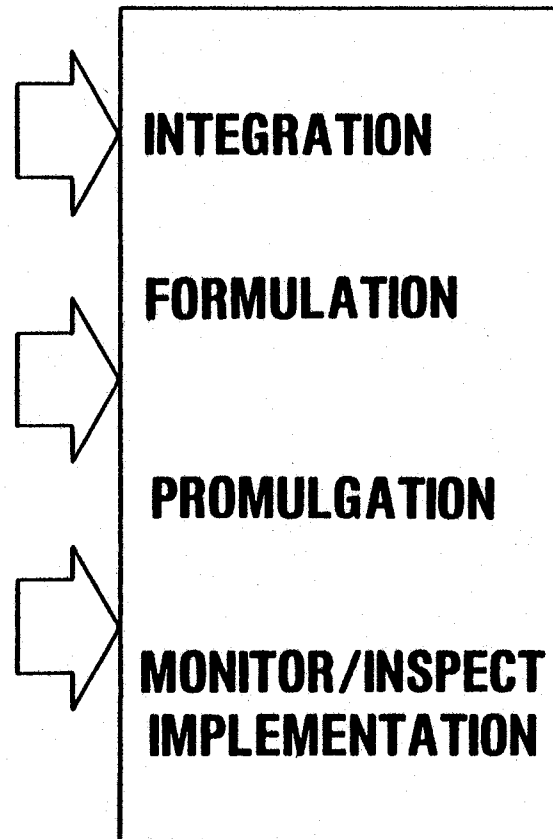 INTEGRATION
FORMULATION
PROMULGATION
MONITOR/INSPECT
IMPLEMENTATION